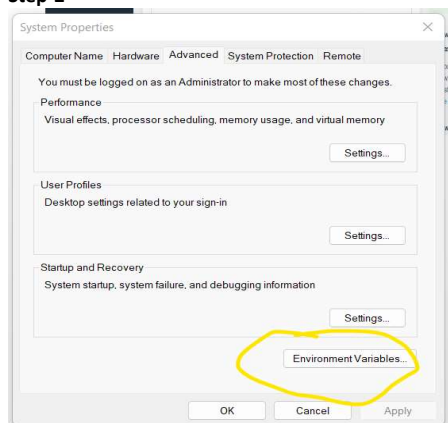 Step 2
System Properties
Computer Name Hardware Advanced System Protection Remote
You must be logged on as an Administrator to make most of these changes.
Performance
Visual effects, processor scheduling, memory usage, and virtual memory
Settings...
User Profiles
Desktop settings related to your sign-in
Settings...
Startup and Recovery
System startup, system failure, and debugging information
Settings...
Environment Variables...
OK Cancel Apply